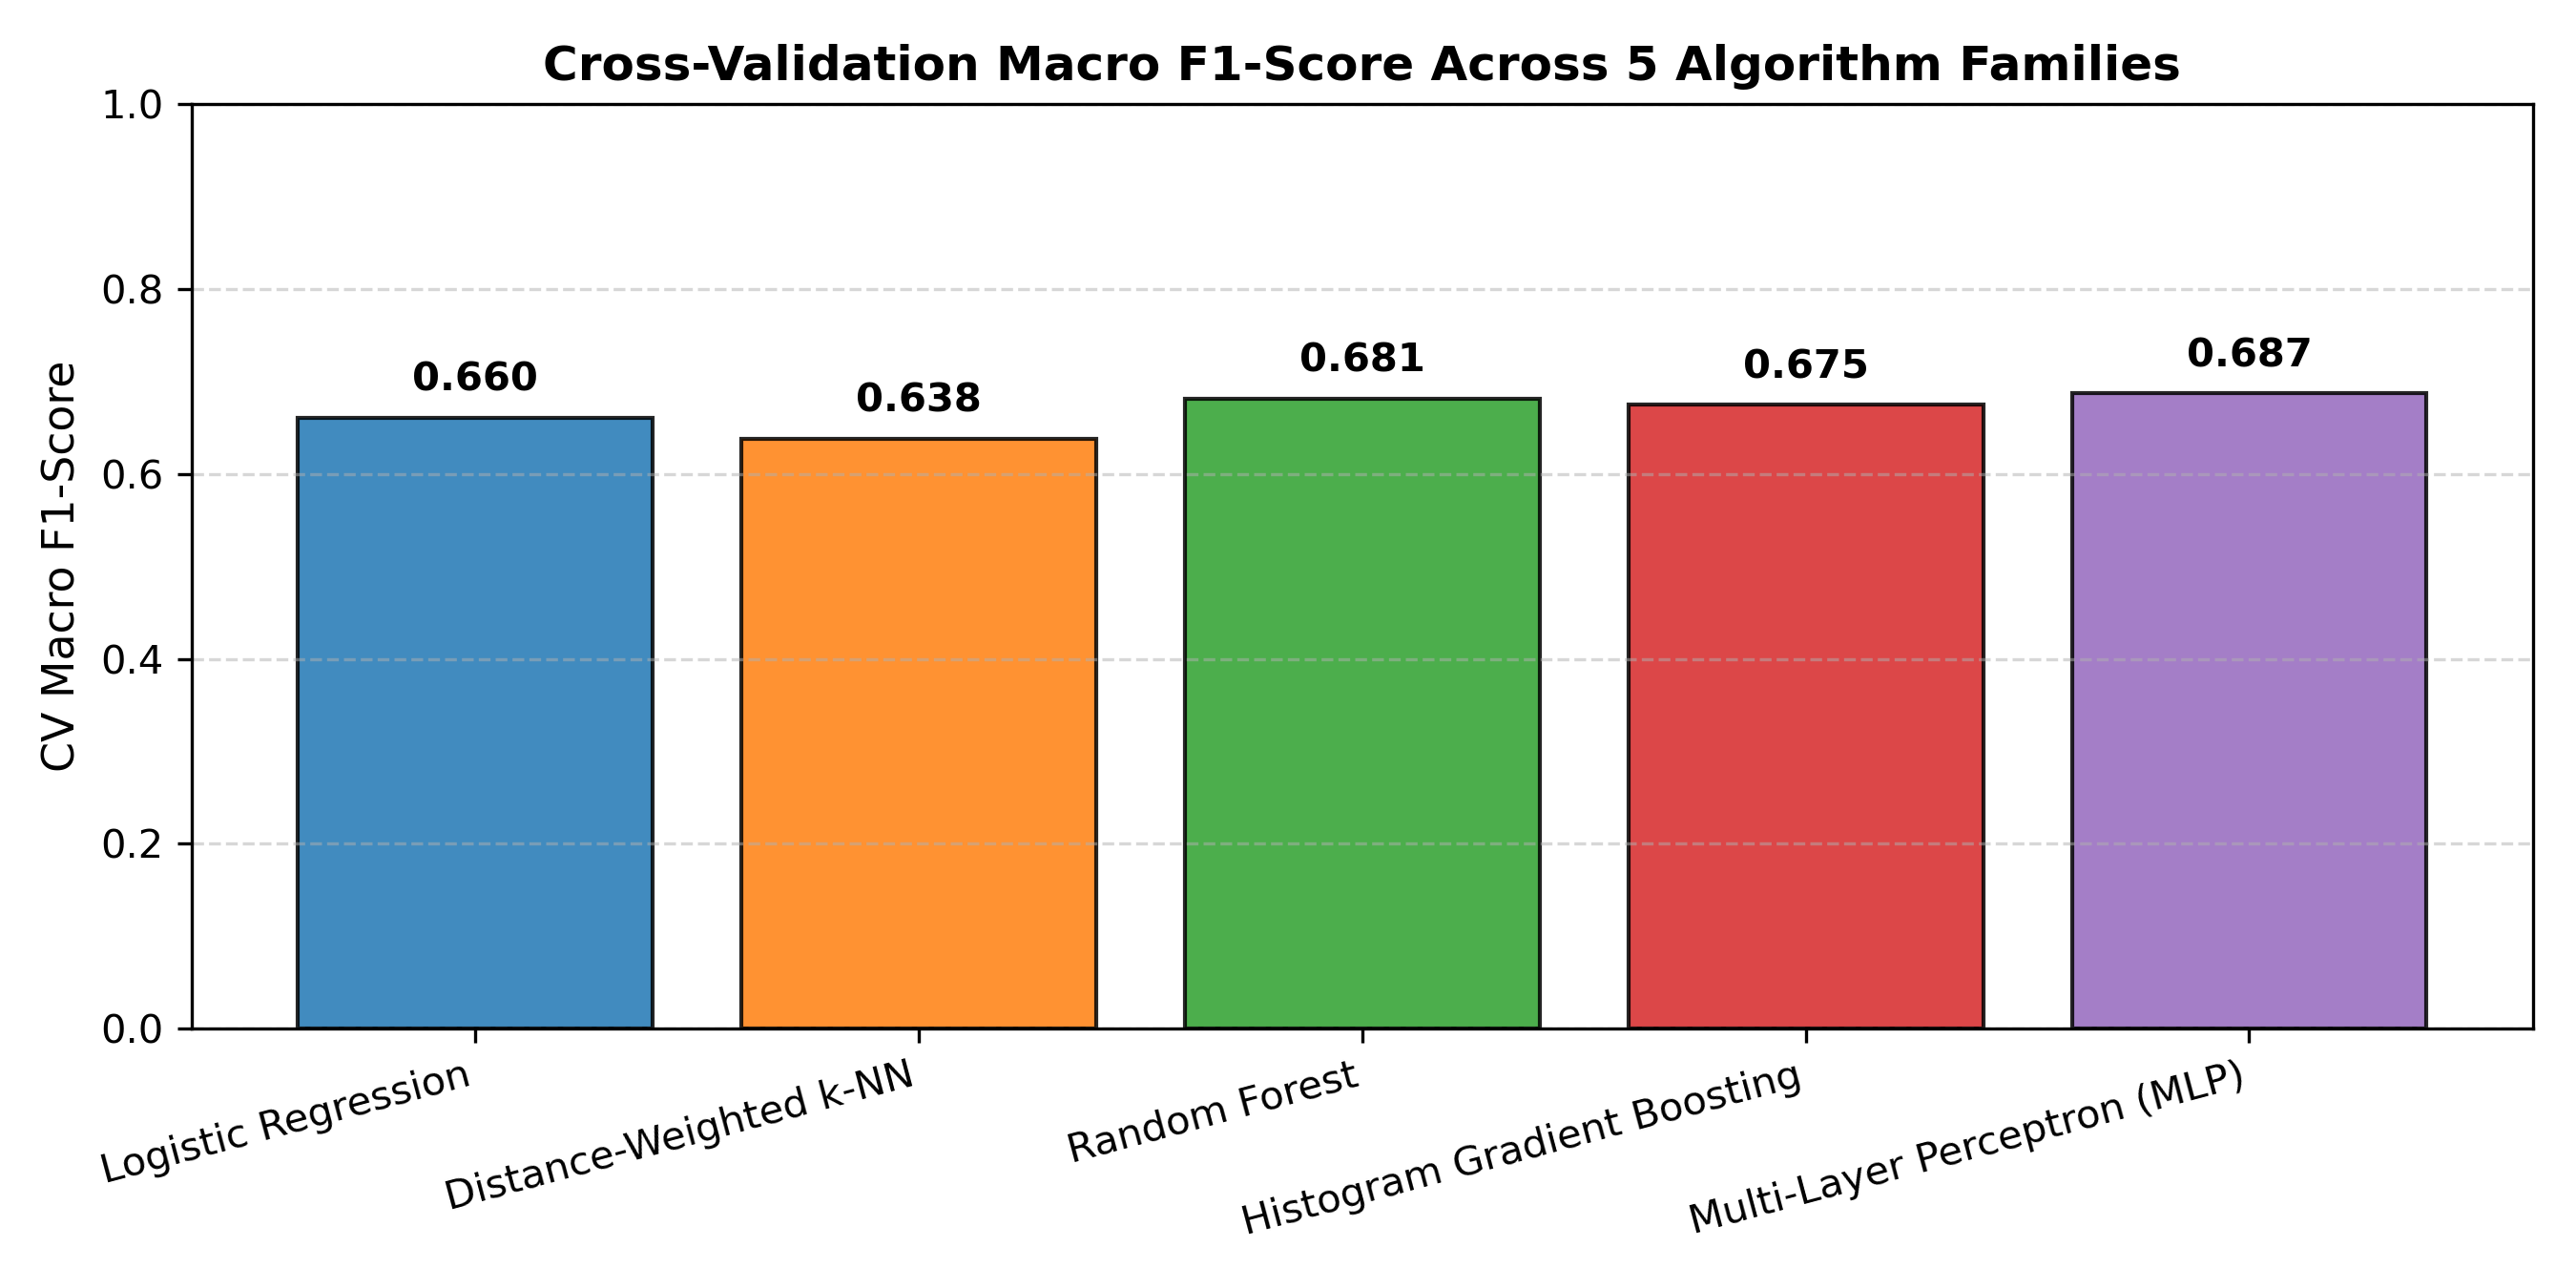 Cross-Validation Macro F1-Score Across 5 Algorithm Families
CV Macro F1-Score
1.0
0.8
0.6
0.4
0.2
0.0
0.660
0.638
0.681
0.675
0.687
Logistic Regression
Distance-Weighted k-NN
Random Forest
Histogram Gradient Boosting
Multi-Layer Perceptron (MLP)